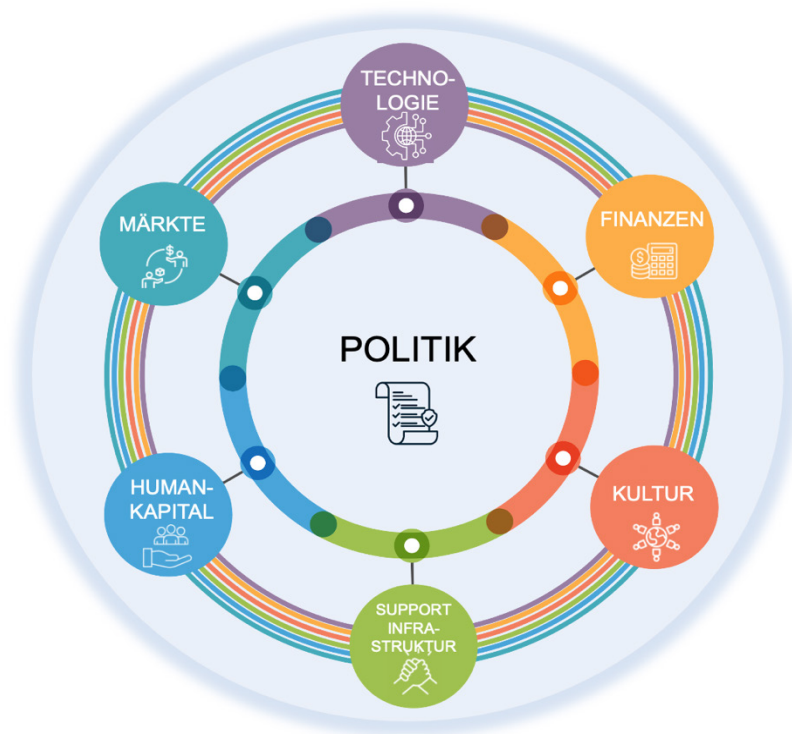 TECHNO-
LOGIE
MÄRKTE
FINANZEN
POLITIK
HUMAN-
KAPITAL
KULTUR
SUPPORT
INFRA-
STRUKTUR